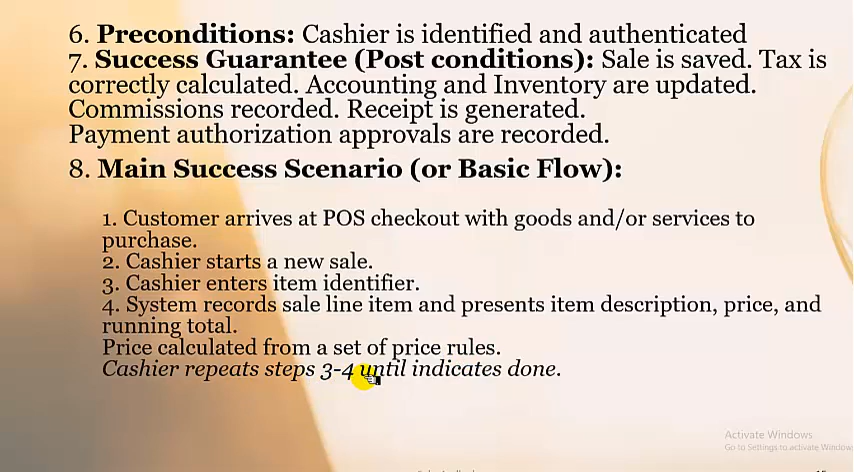 6. Preconditions: Cashier is identified and authenticated
7. Success Guarantee (Post conditions): Sale is saved. Tax is
correctly calculated. Accounting and Inventory are updated.
Commissions recorded. Receipt is generated.
Payment authorization approvals are recorded.
8. Main Success Scenario (or Basic Flow):
1. Customer arrives at POS checkout with goods and/or services to
purchase.
2. Cashier starts a new sale.
3. Cashier enters item identifier.
4. System records sale line item and presents item description, price, and
running total.
Price calculated from a set of price rules.
Cashier repeats steps 3-4 until indicates done.
Activate Windows
Go to Settings to activate Windows